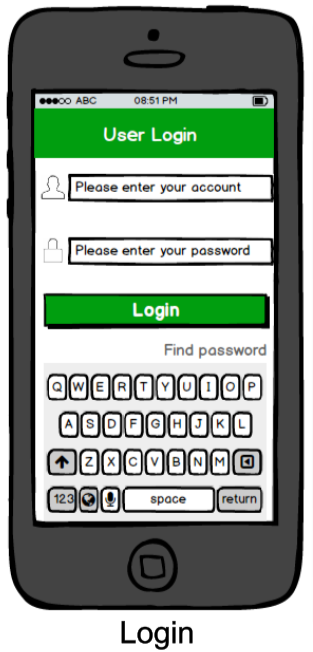 ABC 08:51 PM
User Login
Please enter your account
Please enter your password
Login
Find password
Q W E R T Y U I O P
A S D F G H J K L
Z X C V B N M
123 space return
Login